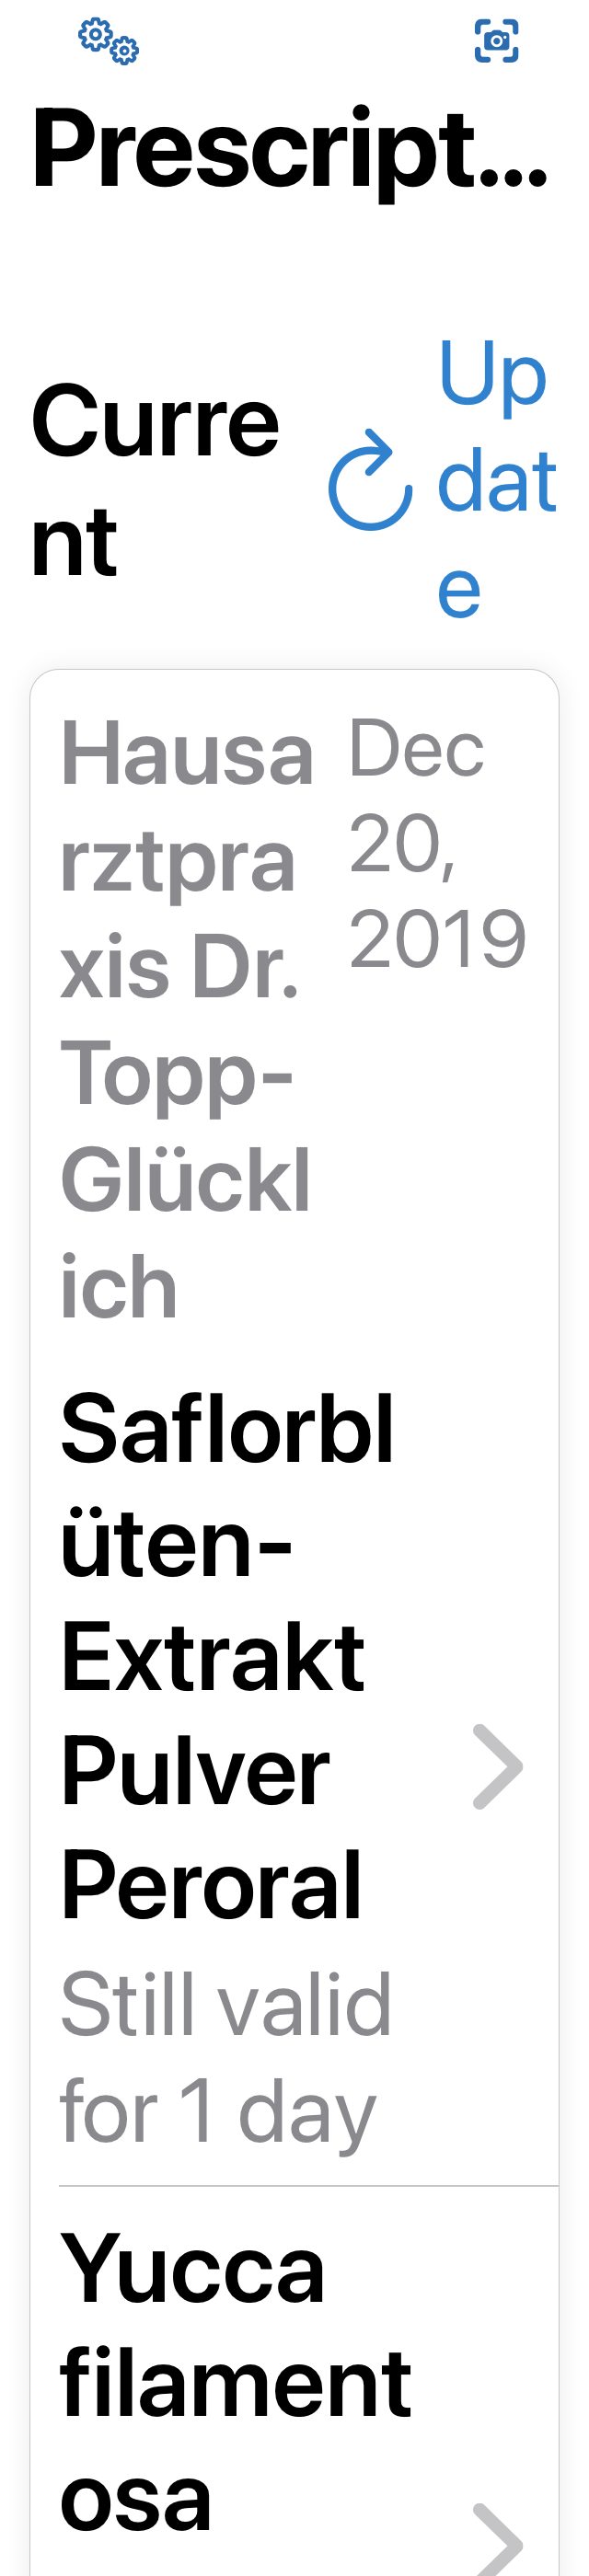 Prescript...
Curre
nt
Up
dat
e
Hausa
rztpra
xis Dr.
Topp-
Glückl
ich
Dec
20,
2019
Saflorbl
üten-
Extrakt
Pulver
Peroral
Still valid
for 1 day
Yucca
filament
osa